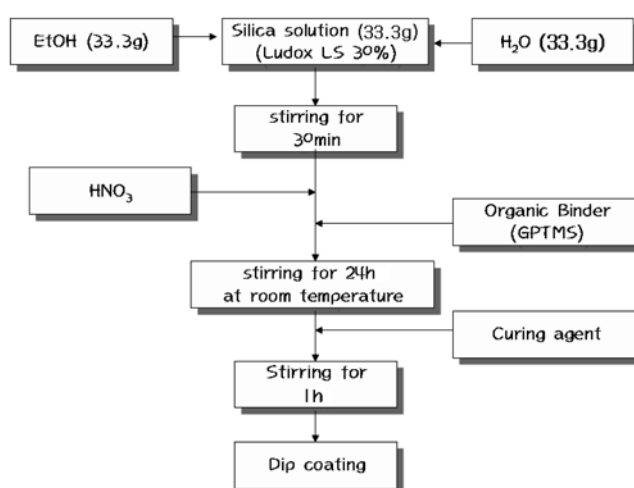 EtOH (33.3g)
Silica solution (33.3g)
(Ludox LS 30%)
H₂O (33.3g)
stirring for
30min
HNO₃
Organic Binder
(GPTMS)
stirring for 24h
at room temperature
Curing agent
Stirring for
1h
Dip coating